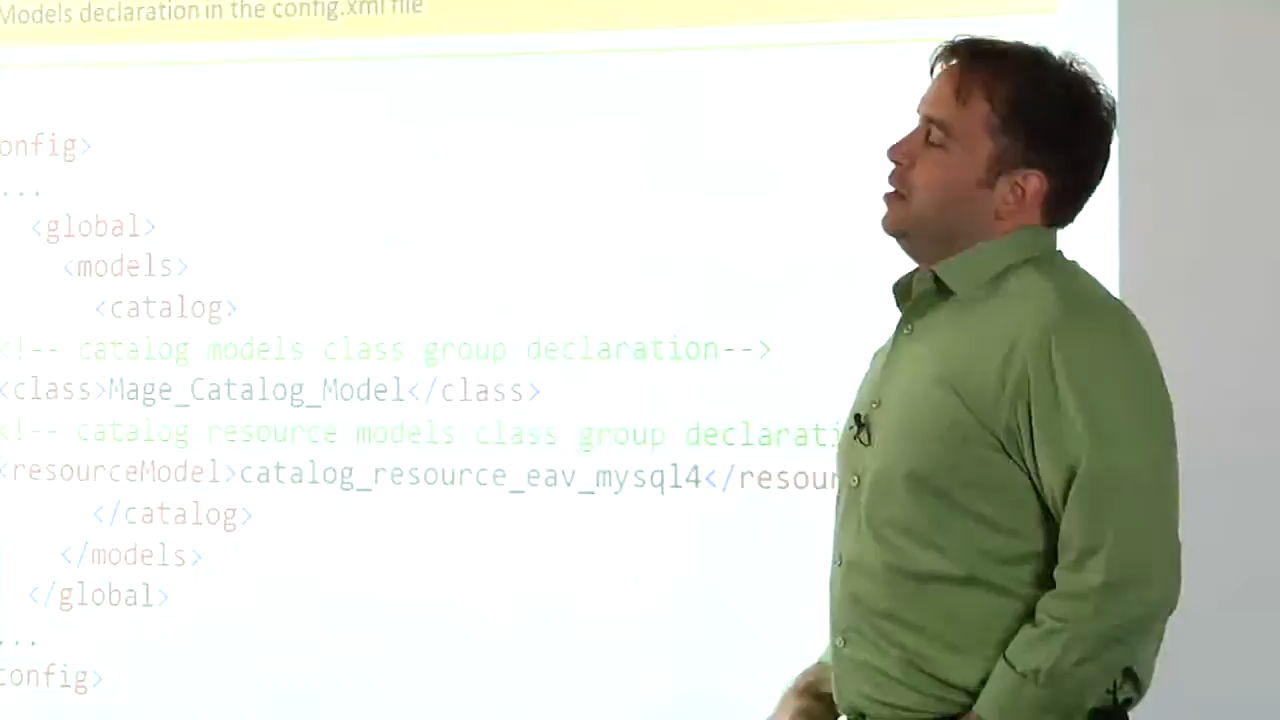 Models declaration in the config.xml file
onfig>
...
<global>
<models>
<catalog>
<!-- catalog models class group declaration-->
<class>Mage_Catalog_Model</class>
<!-- catalog resource models class group declarati
<resourceModel>catalog_resource_eav_mysql4</resour
</catalog>
</models>
</global>
...
config>